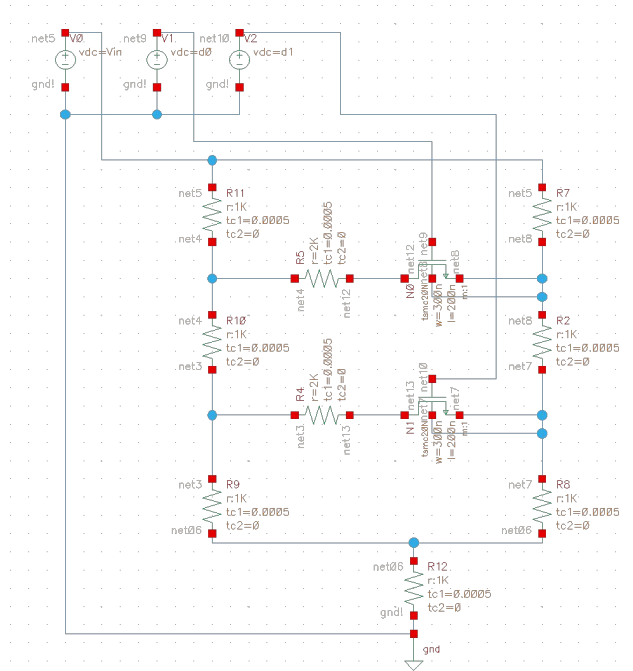 net5 V0
vdc=Vin
gnd!
net9 V1
vdc=d0
gnd!
net10 V2
vdc=d1
gnd!
net5
R11
r:1K
tc1=0.0005
tc2=0
net4
R5
r=2K
tc1=0.0005
tc2=0
net4
net12
net12
net9
net8
N0
w=300n
l=200n
m:1
net5
R7
r:1K
tc1=0.0005
tc2=0
net8
net4
R10
r:1K
tc1=0.0005
tc2=0
net3
R4
r=2K
tc1=0.0005
tc2=0
net3
net13
net13
net10
net7
N1
w=300n
l=200n
m:1
net8
R2
r:1K
tc1=0.0005
tc2=0
net7
net3
R9
r:1K
tc1=0.0005
tc2=0
net06
net7
R8
r:1K
tc1=0.0005
tc2=0
net06
net06
R12
r:1K
tc1=0.0005
tc2=0
gnd!
gnd